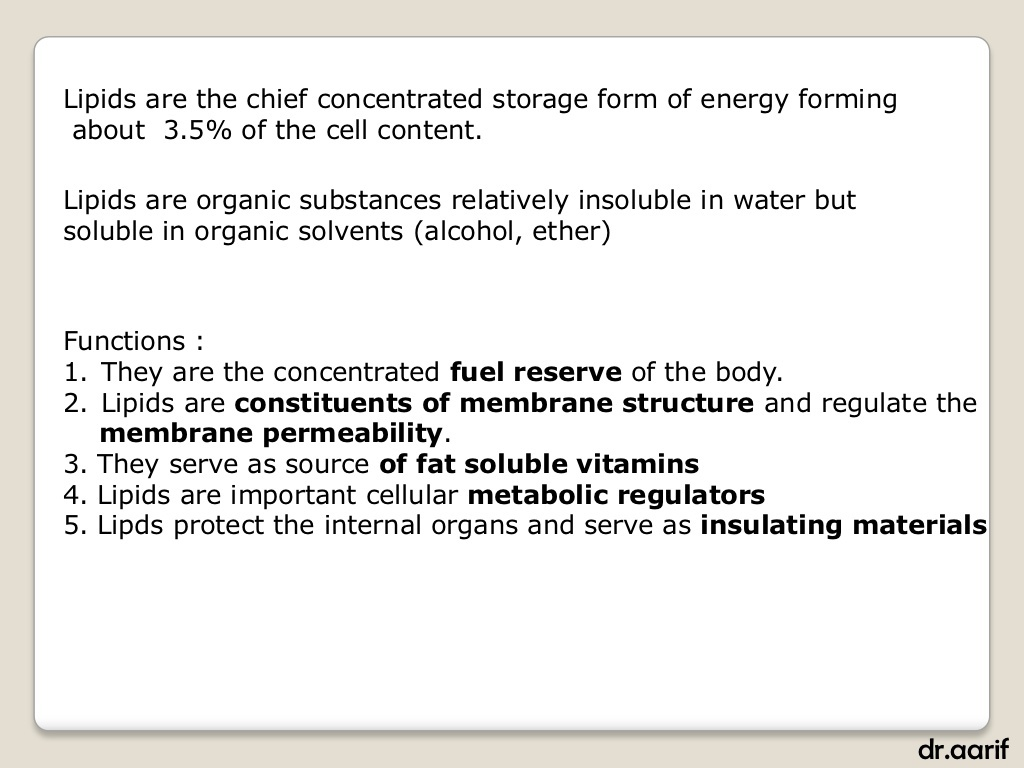 Lipids are the chief concentrated storage form of energy forming
about 3.5% of the cell content.
Lipids are organic substances relatively insoluble in water but
soluble in organic solvents (alcohol, ether)
Functions :
1. They are the concentrated fuel reserve of the body.
2. Lipids are constituents of membrane structure and regulate the
membrane permeability.
3. They serve as source of fat soluble vitamins
4. Lipids are important cellular metabolic regulators
5. Lipds protect the internal organs and serve as insulating materials
dr.aarif